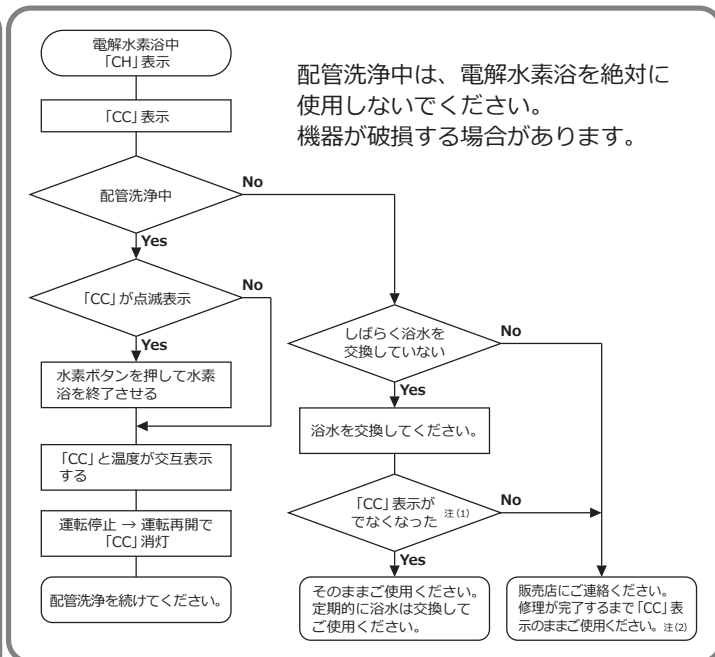 電解水素浴中
「CH」表示
配管洗浄中は、電解水素浴を絶対に
使用しないでください。
機器が破損する場合があります。
「CC」表示
配管洗浄中
No
Yes
「CC」が点滅表示
No
Yes
水素ボタンを押して水素
浴を終了させる
「CC」と温度が交互表示
する
運転停止 → 運転再開で
「CC」消灯
配管洗浄を続けてください。
しばらく浴水を
交換していない
No
Yes
浴水を交換してください。
「CC」表示が
でなくなった 注(1)
No
Yes
そのままご使用ください。
定期的に浴水は交換して
ご使用ください。
販売店にご連絡ください。
修理が完了するまで「CC」表
示のままご使用ください。注(2)